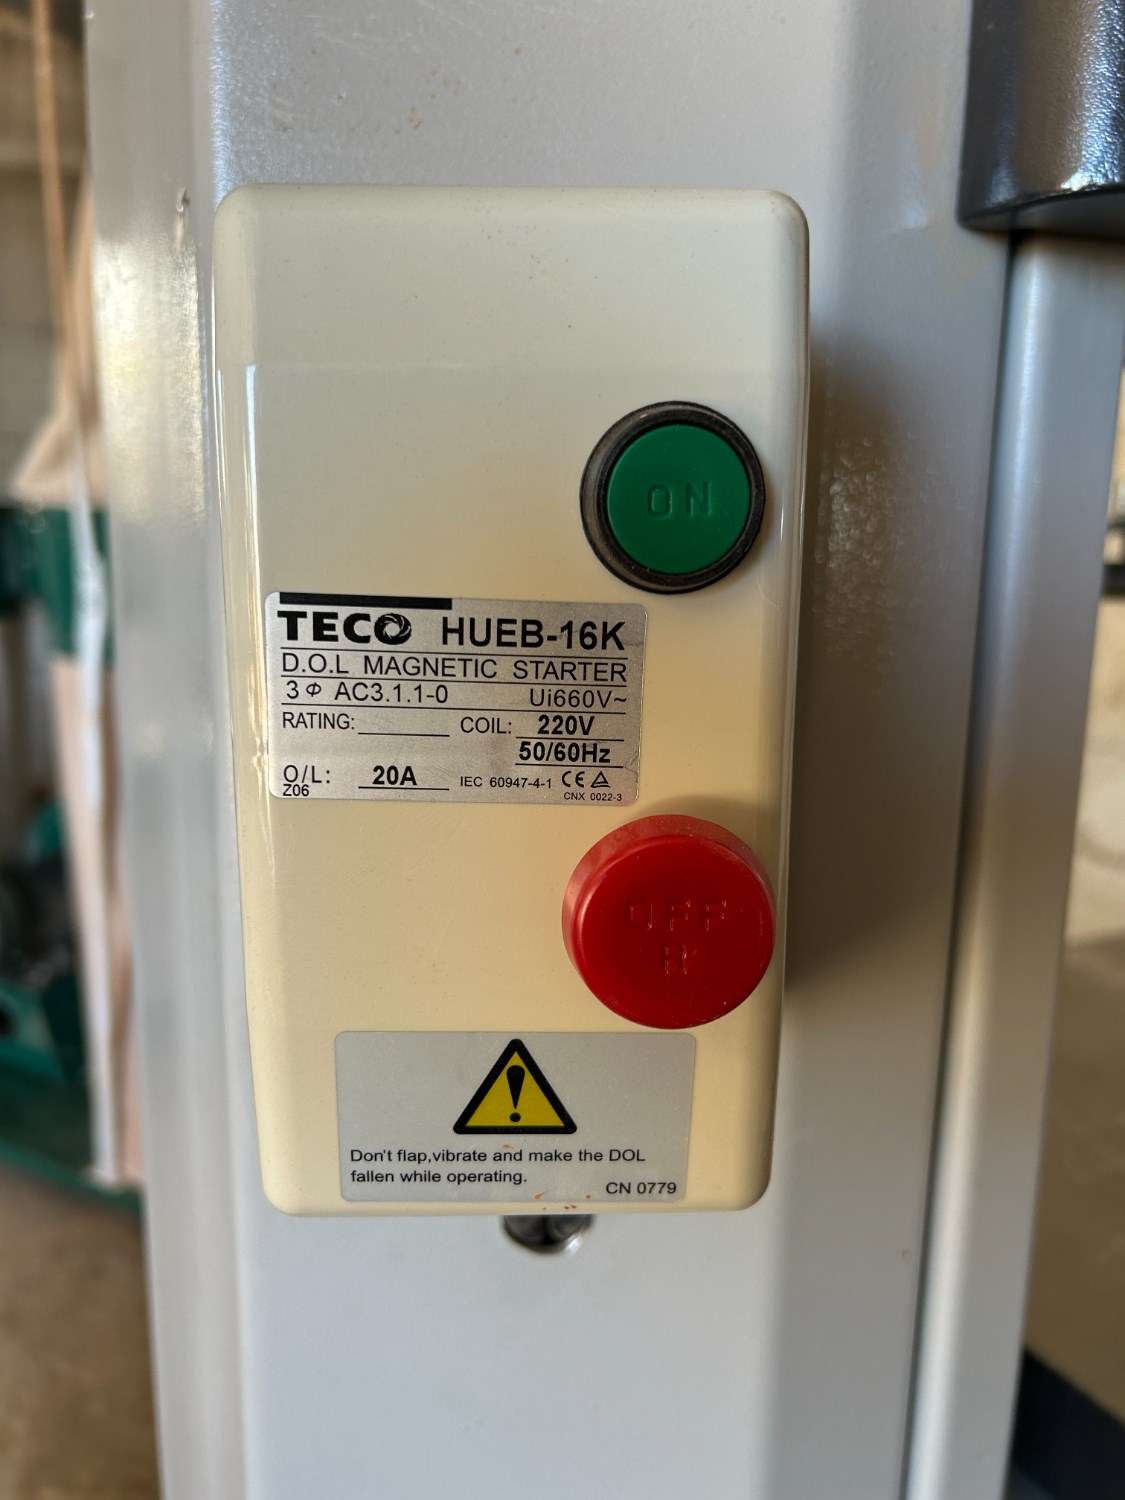 ON
TECO HUEB-16K
D.O.L MAGNETIC STARTER
3 Φ AC3.1.1-0 Ui660V~
RATING: COIL: 220V
50/60Hz
O/L: 20A IEC 60947-4-1 CE
Z06 CNX 0022-3
OFF
R
Don't flap,vibrate and make the DOL
fallen while operating.
CN 0779